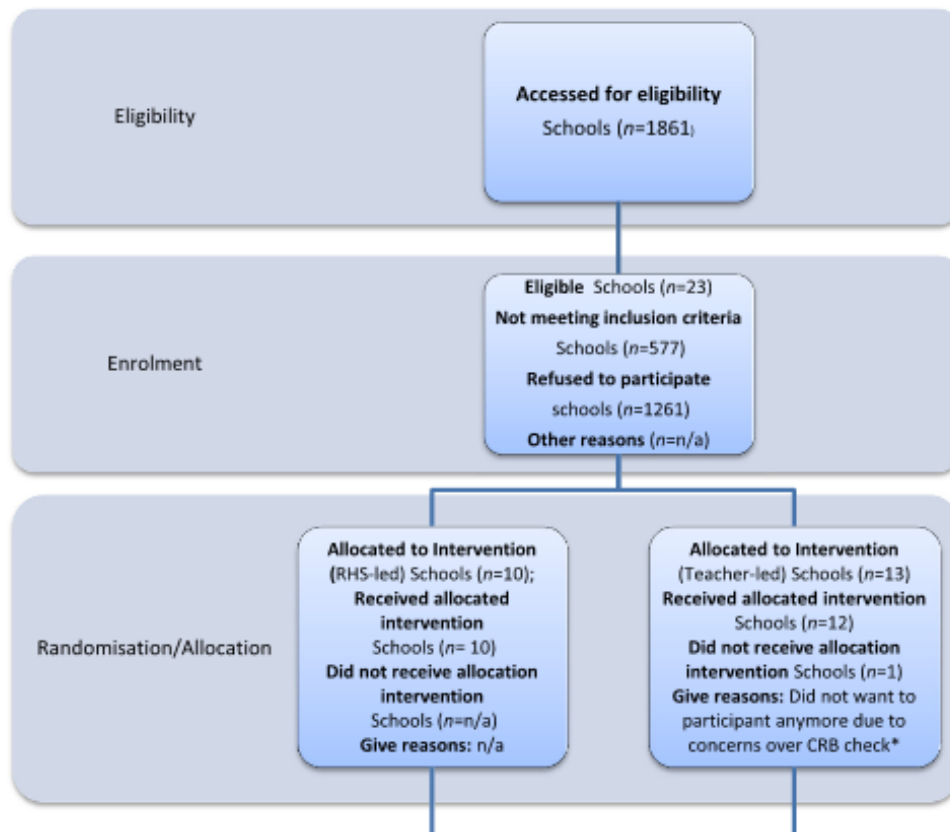 Eligibility
Accessed for eligibility
Schools (n=1861)
Enrolment
Eligible Schools (n=23)
Not meeting inclusion criteria
Schools (n=577)
Refused to participate
schools (n=1261)
Other reasons (n=n/a)
Randomisation/Allocation
Allocated to Intervention
(RHS-led) Schools (n=10);
Received allocated
intervention
Schools (n= 10)
Did not receive allocation
intervention
Schools (n=n/a)
Give reasons: n/a
Allocated to Intervention
(Teacher-led) Schools (n=13)
Received allocated intervention
Schools (n=12)
Did not receive allocation
intervention Schools (n=1)
Give reasons: Did not want to
participant anymore due to
concerns over CRB check*